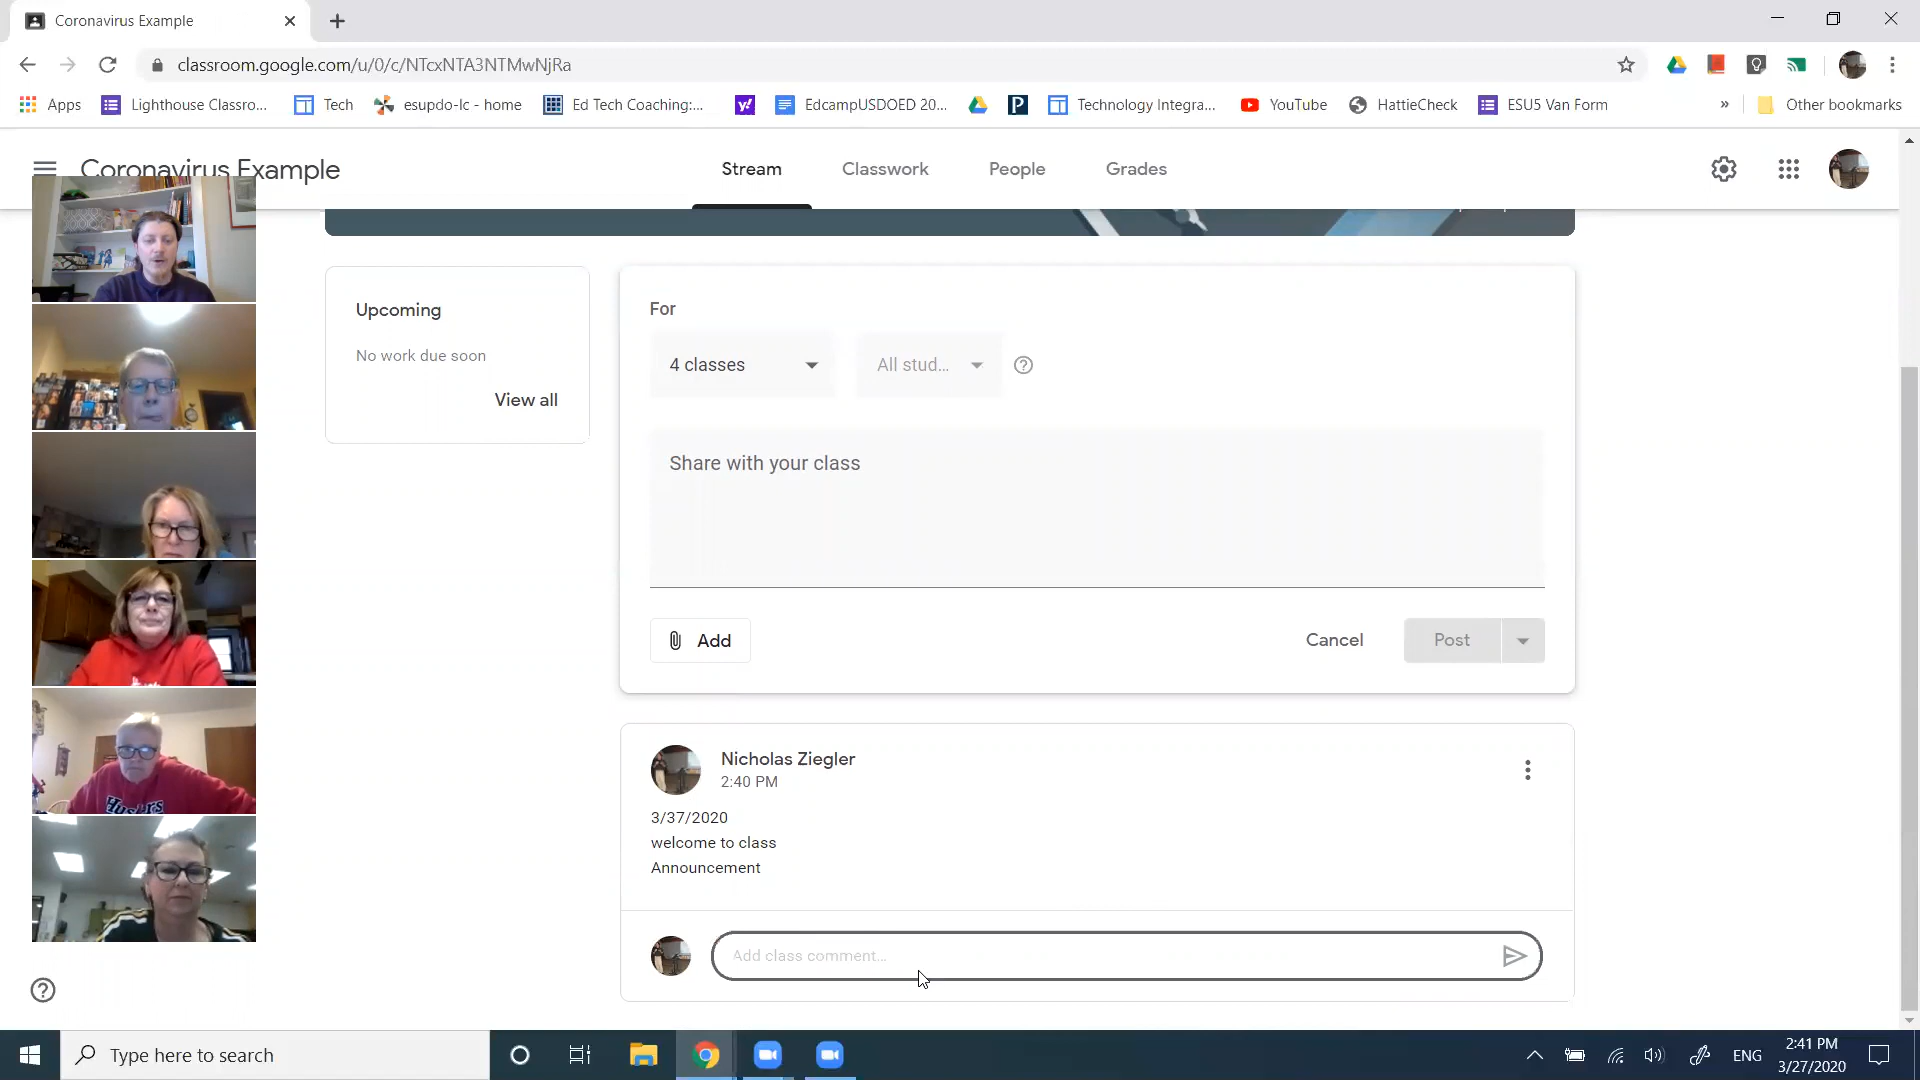 Coronavirus Example
classroom.google.com/u/0/c/NTcxNTA3NTMwNjRa
Apps Lighthouse Classro... Tech esupdo-lc - home Ed Tech Coaching:... EdcampUSDOED 20... Technology Integra... YouTube HattieCheck ESU5 Van Form » Other bookmarks
Coronavirus Example Stream Classwork People Grades
Upcoming
No work due soon
View all
For
4 classes All stud...
Share with your class
Add Cancel Post
Nicholas Ziegler
2:40 PM
3/37/2020
welcome to class
Announcement
Add class comment...
Huskers
Type here to search
ENG
2:41 PM
3/27/2020